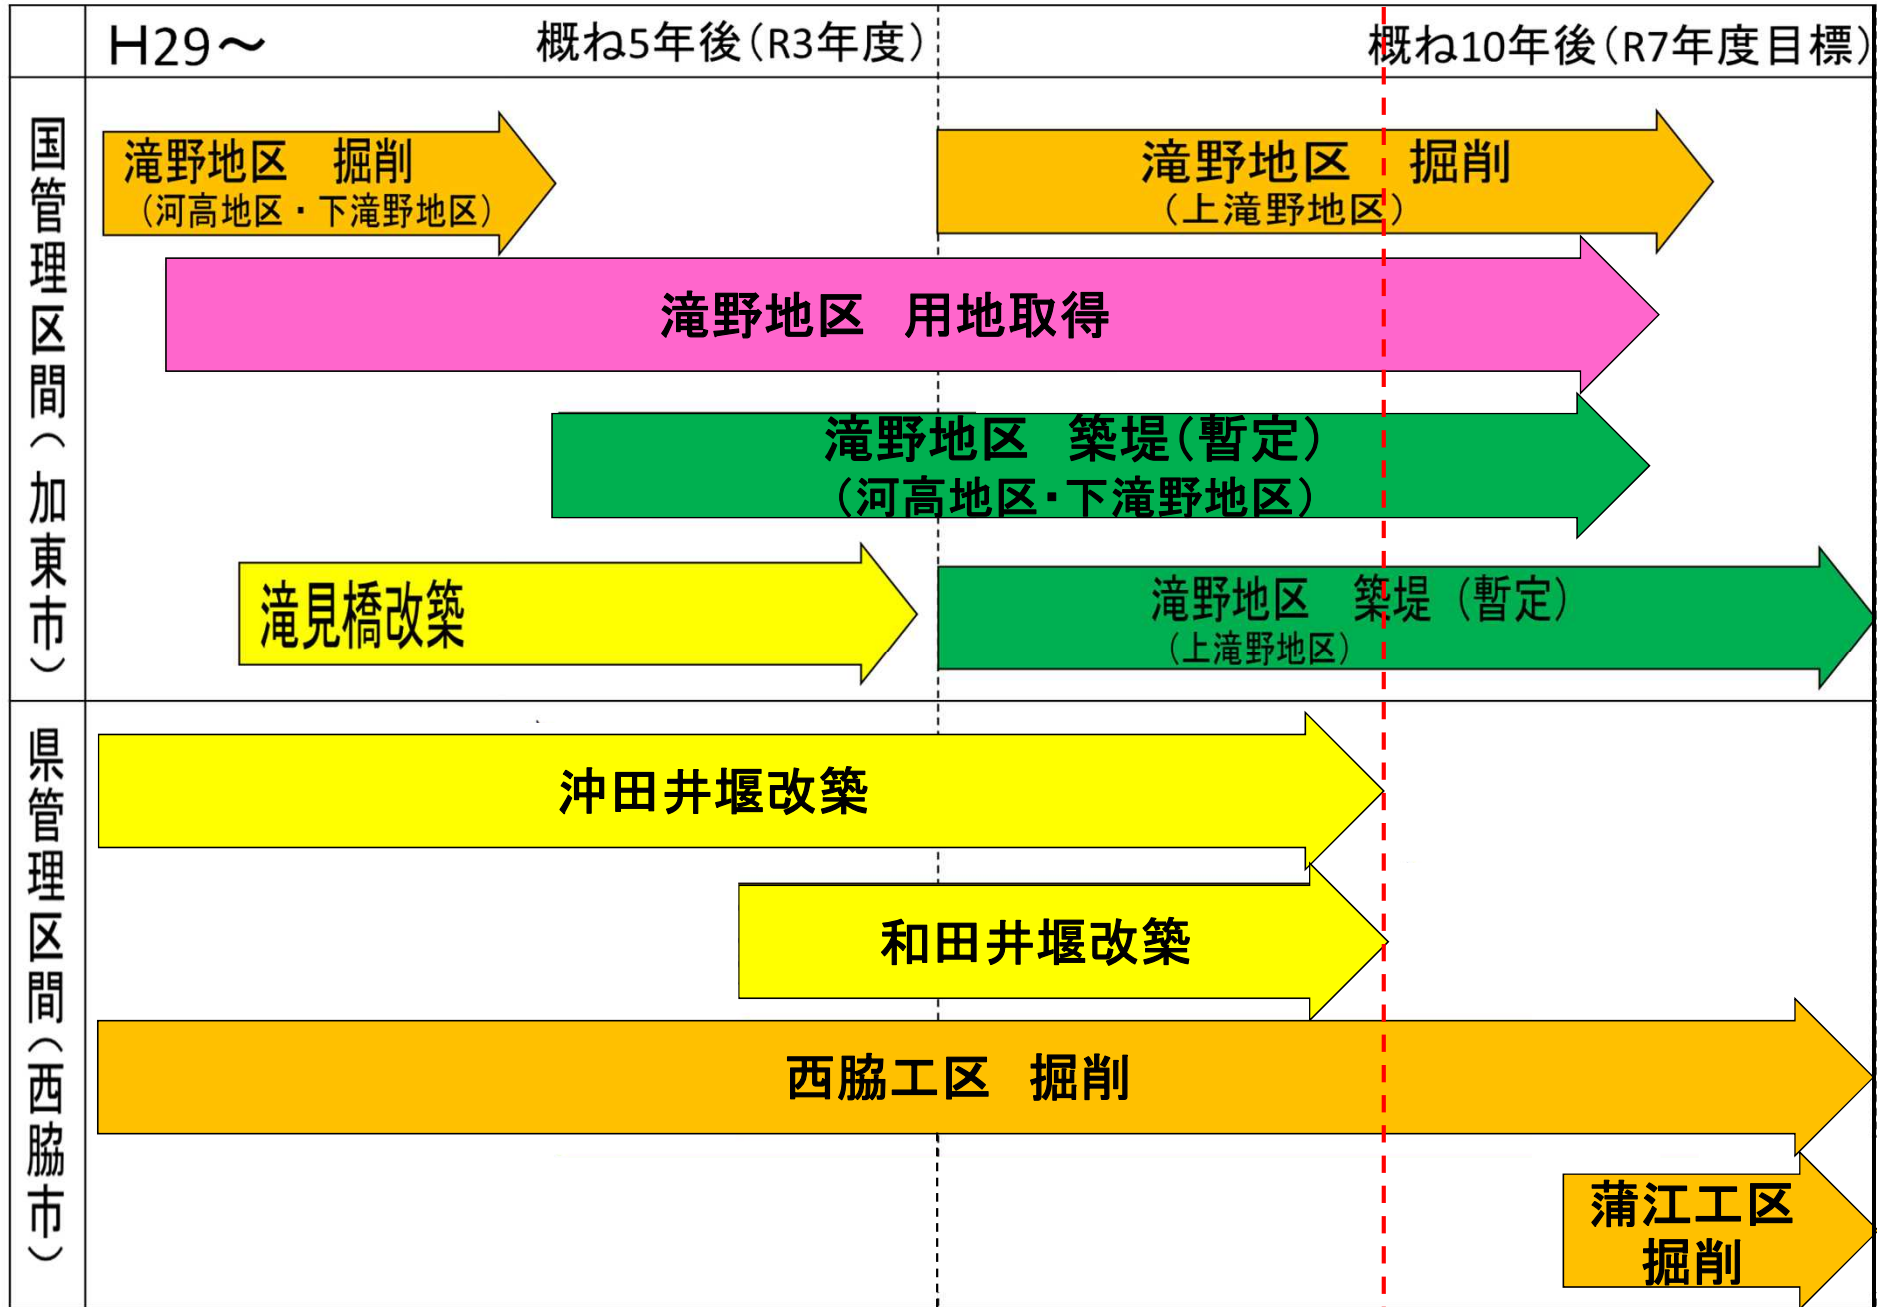 H29～
概ね5年後（R3年度）
概ね10年後（R7年度目標）
国管理区間（加東市）
滝野地区　掘削
（河高地区・下滝野地区）
滝野地区　掘削
（上滝野地区）
滝野地区　用地取得
滝野地区　築堤（暫定）
（河高地区・下滝野地区）
滝見橋改築
滝野地区　築堤（暫定）
（上滝野地区）
県管理区間（西脇市）
沖田井堰改築
和田井堰改築
西脇工区　掘削
蒲江工区
掘削